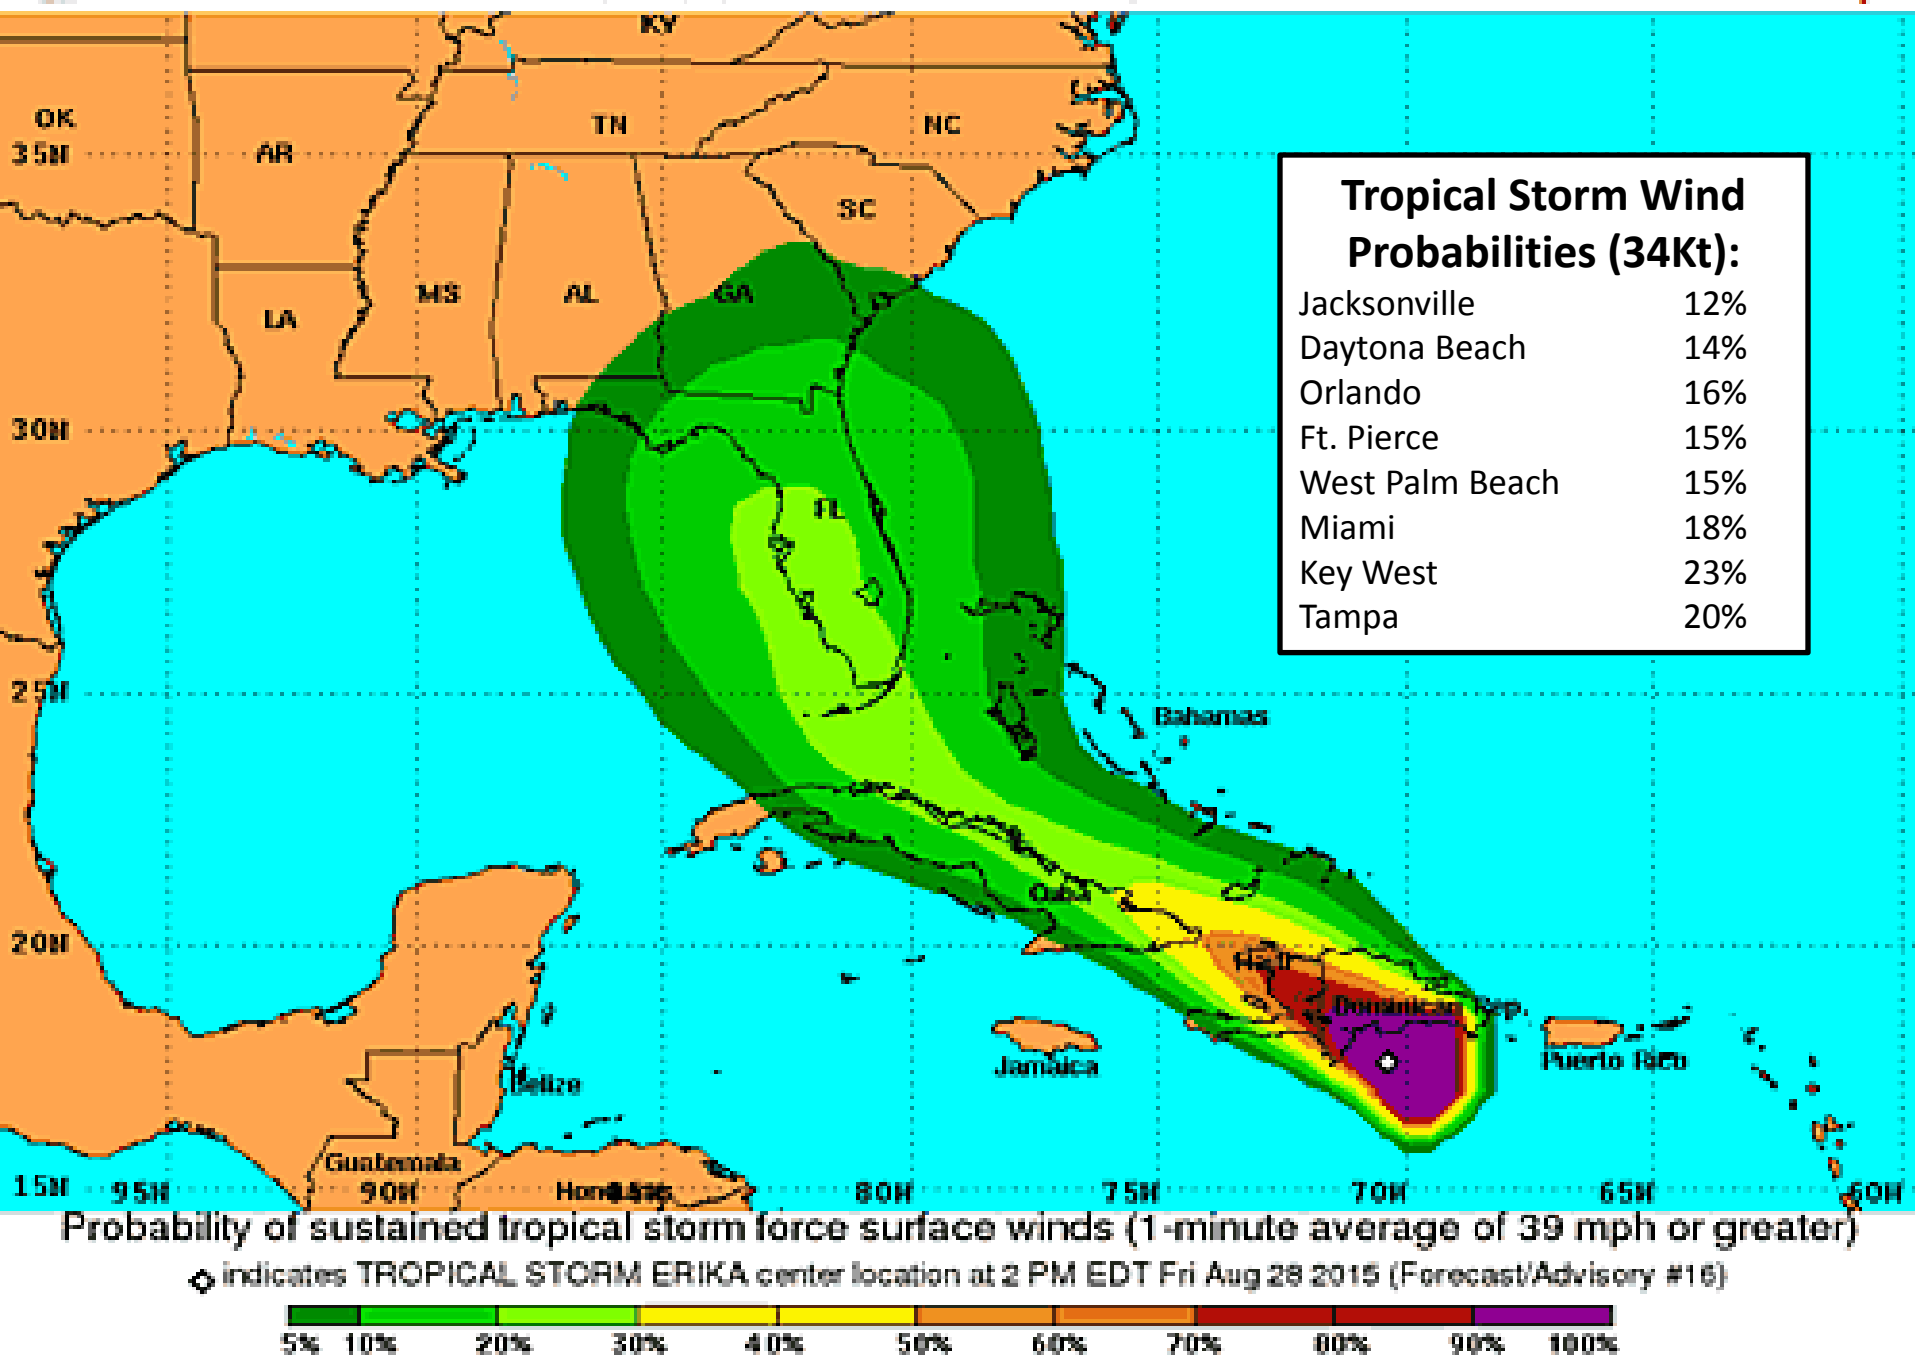 KY
OK
TN
NC
35N
AR
SC
Tropical Storm Wind
Probabilities (34Kt):
Jacksonville 12%
Daytona Beach 14%
Orlando 16%
Ft. Pierce 15%
West Palm Beach 15%
Miami 18%
Key West 23%
Tampa 20%
MS
AL
GA
LA
30N
FL
25N
Bahamas
Cuba
20N
Haiti
Dominican Rep.
Jamaica
Puerto Rico
Belize
Guatemala
Honduras
15N 95W 90W 80W 75W 70W 65W 60W
Probability of sustained tropical storm force surface winds (1-minute average of 39 mph or greater)
indicates TROPICAL STORM ERIKA center location at 2 PM EDT Fri Aug 28 2015 (Forecast/Advisory #16)
5% 10% 20% 30% 40% 50% 60% 70% 80% 90% 100%